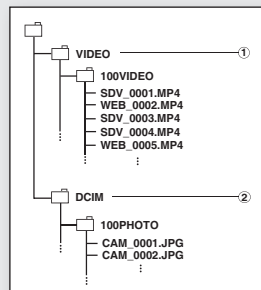 VIDEO ①
100VIDEO
SDV_0001.MP4
WEB_0002.MP4
SDV_0003.MP4
SDV_0004.MP4
WEB_0005.MP4
DCIM ②
100PHOTO
CAM_0001.JPG
CAM_0002.JPG